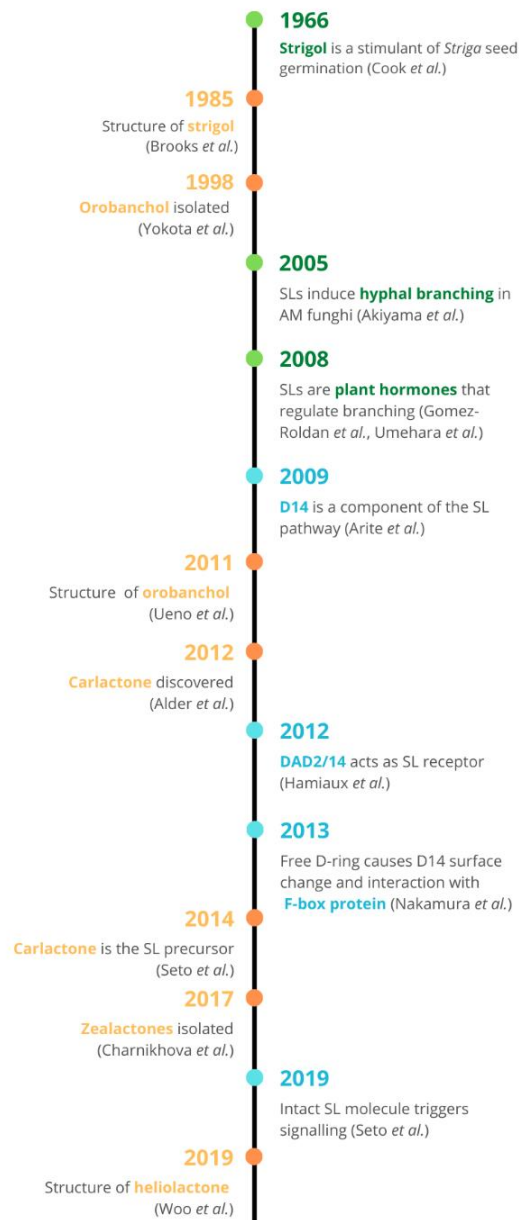 1966
Strigol is a stimulant of Striga seed
germination (Cook et al.)
1985
Structure of strigol
(Brooks et al.)
1998
Orobanchol isolated
(Yokota et al.)
2005
SLs induce hyphal branching in
AM funghi (Akiyama et al.)
2008
SLs are plant hormones that
regulate branching (Gomez-
Roldan et al., Umehara et al.)
2009
D14 is a component of the SL
pathway (Arite et al.)
2011
Structure of orobanchol
(Ueno et al.)
2012
Carlactone discovered
(Alder et al.)
2012
DAD2/14 acts as SL receptor
(Hamiaux et al.)
2013
Free D-ring causes D14 surface
change and interaction with
F-box protein (Nakamura et al.)
2014
Carlactone is the SL precursor
(Seto et al.)
2017
Zealactones isolated
(Charnikhova et al.)
2019
Intact SL molecule triggers
signalling (Seto et al.)
2019
Structure of heliolactone
(Woo et al.)